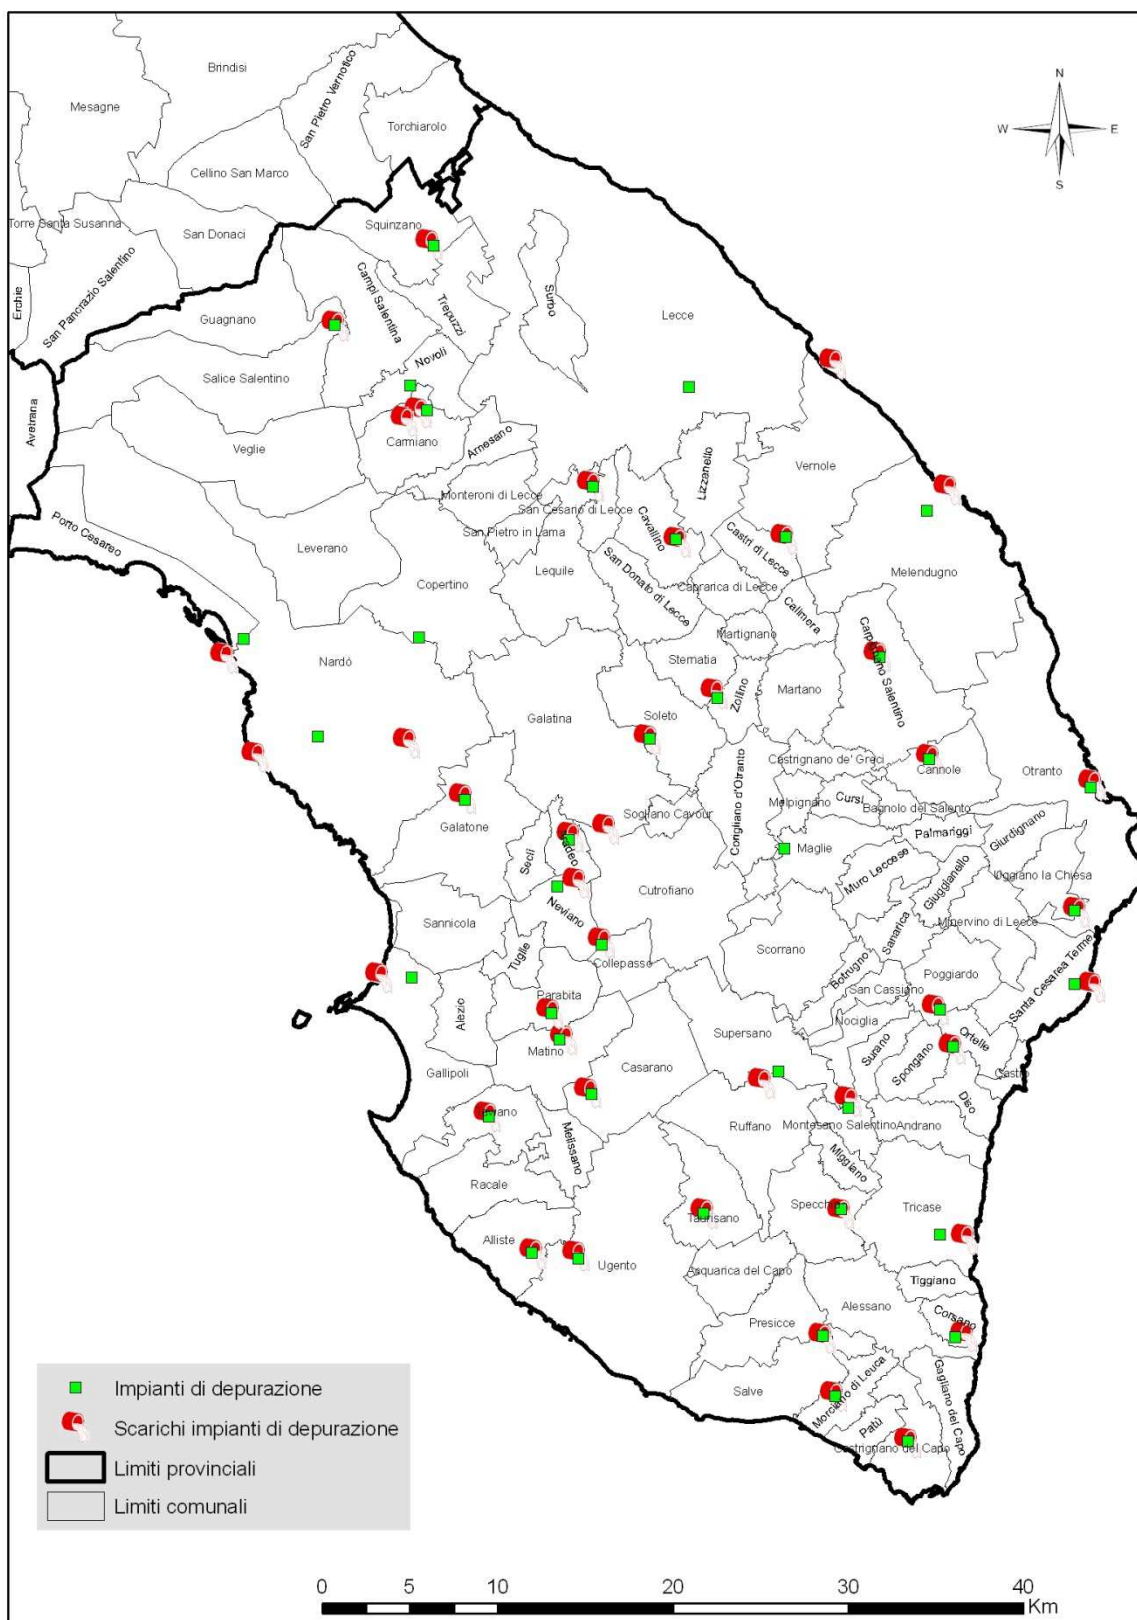 Brindisi
San Pietro Vernotico
Mesagne
Torchiarolo
N
W
E
S
Cellino San Marco
Torre Santa Susanna
San Donaci
Squinzano
Erchie
San Pancrazio Salentino
Campi Salentina
Trepuzzi
Surbo
Lecce
Guagnano
Novoli
Salice Salentino
Avetrana
Veglie
Carmiano
Arnesano
Lizzanello
Vernole
Monteroni di Lecce
San Cesario di Lecce
Cavallino
Porto Cesareo
Leverano
San Pietro in Lama
Castri di Lecce
Copertino
Lequile
San Donato di Lecce
Caprarica di Lecce
Melendugno
Calimera
Martignano
Nardò
Sternatia
Zollino
Martano
Carpignano Salentino
Galatina
Soleto
Castrignano de' Greci
Cannole
Otranto
Corigliano d'Otranto
Melpignano
Cursi
Bagnolo del Salento
Sogliano Cavour
Galatone
Palmariggi
Giurdignano
Maglie
Muro Leccese
Giuggianello
Uggiano la Chiesa
Seclì
Cutrofiano
Neviano
Sannicola
Scorrano
Sanarica
Minervino di Lecce
Tuglie
Collepasso
Botrugno
Poggiardo
Santa Cesarea Terme
San Cassiano
Alezio
Parabita
Nociglia
Ortelle
Matino
Supersano
Surano
Spongano
Castro
Gallipoli
Casarano
Diso
Ruffano
Montesano Salentino
Andrano
Melissano
Miggiano
Racale
Specchia
Tricase
Taurisano
Alliste
Ugento
Acquarica del Capo
Tiggiano
Alessano
Corsano
Presicce
Salve
Morciano di Leuca
Gagliano del Capo
Patù
Castrignano del Capo
Impianti di depurazione
Scarichi impianti di depurazione
Limiti provinciali
Limiti comunali
0 5 10 20 30 40
Km